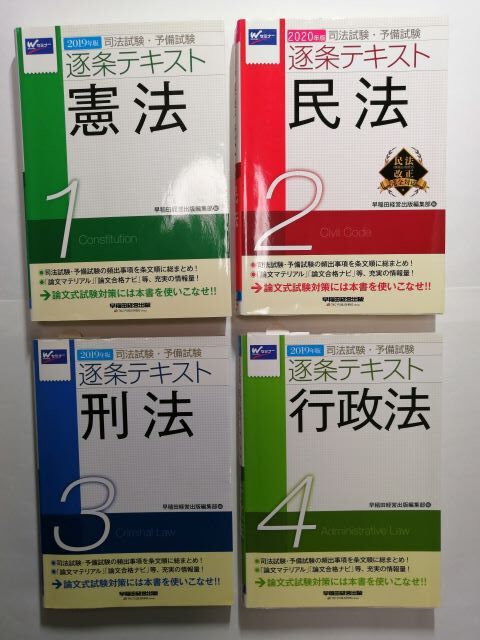 Wセミナー
2019年版 司法試験・予備試験
逐条テキスト
憲法
1
Constitution
早稲田経営出版編集部 編
司法試験・予備試験の頻出事項を条文順に総まとめ!
「論文マテリアル」「論文合格ナビ」等、充実の情報量!
→論文式試験対策には本書を使いこなせ!!
早稲田経営出版
Wセミナー
2020年版 司法試験・予備試験
逐条テキスト
民法
民法
改正
2
Civil Code
早稲田経営出版編集部 編
司法試験・予備試験の頻出事項を条文順に総まとめ!
「論文マテリアル」「論文合格ナビ」等、充実の情報量!
→論文式試験対策には本書を使いこなせ!!
早稲田経営出版
Wセミナー
2019年版 司法試験・予備試験
逐条テキスト
刑法
3
Criminal Law
早稲田経営出版編集部 編
司法試験・予備試験の頻出事項を条文順に総まとめ!
「論文マテリアル」「論文合格ナビ」等、充実の情報量!
→論文式試験対策には本書を使いこなせ!!
早稲田経営出版
Wセミナー
2019年版 司法試験・予備試験
逐条テキスト
行政法
4
Administrative Law
早稲田経営出版編集部 編
司法試験・予備試験の頻出事項を条文順に総まとめ!
「論文マテリアル」「論文合格ナビ」等、充実の情報量!
→論文式試験対策には本書を使いこなせ!!
早稲田経営出版